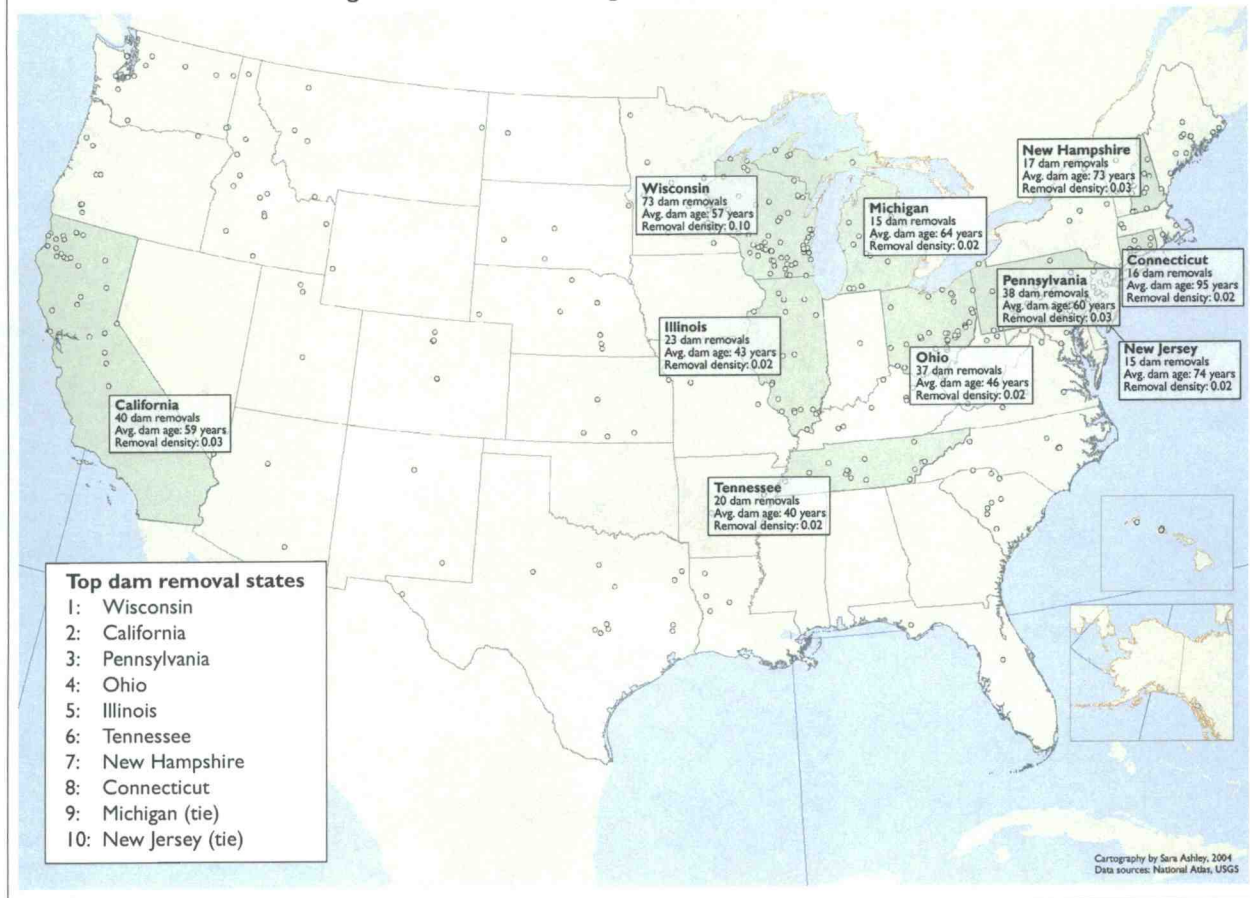 New Hampshire
17 dam removals
Avg. dam age: 73 years
Removal density: 0.03
Wisconsin
73 dam removals
Avg. dam age: 57 years
Removal density: 0.10
Michigan
15 dam removals
Avg. dam age: 64 years
Removal density: 0.02
Connecticut
16 dam removals
Avg. dam age: 95 years
Removal density: 0.02
Pennsylvania
38 dam removals
Avg. dam age: 60 years
Removal density: 0.03
Illinois
23 dam removals
Avg. dam age: 43 years
Removal density: 0.02
Ohio
37 dam removals
Avg. dam age: 46 years
Removal density: 0.02
New Jersey
15 dam removals
Avg. dam age: 74 years
Removal density: 0.02
California
40 dam removals
Avg. dam age: 59 years
Removal density: 0.03
Tennessee
20 dam removals
Avg. dam age: 40 years
Removal density: 0.02
Top dam removal states
1: Wisconsin
2: California
3: Pennsylvania
4: Ohio
5: Illinois
6: Tennessee
7: New Hampshire
8: Connecticut
9: Michigan (tie)
10: New Jersey (tie)
Cartography by Sara Ashley, 2004
Data sources: National Atlas, USGS